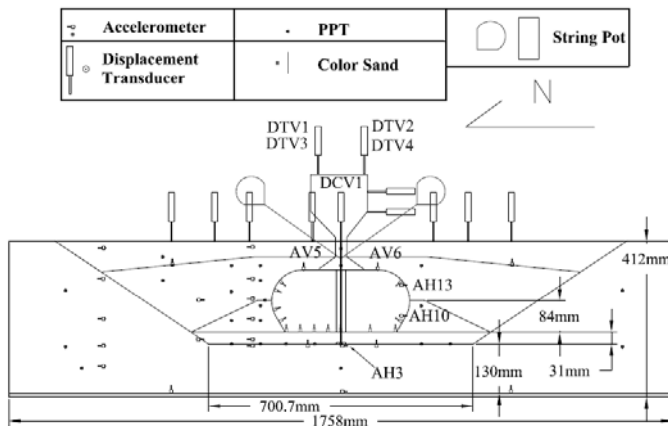 Accelerometer
PPT
String Pot
Displacement
Transducer
Color Sand
N
DTV1
DTV2
DTV3
DTV4
DCV1
AV5
AV6
412mm
AH13
84mm
AH10
AH3
130mm
31mm
700.7mm
1758mm